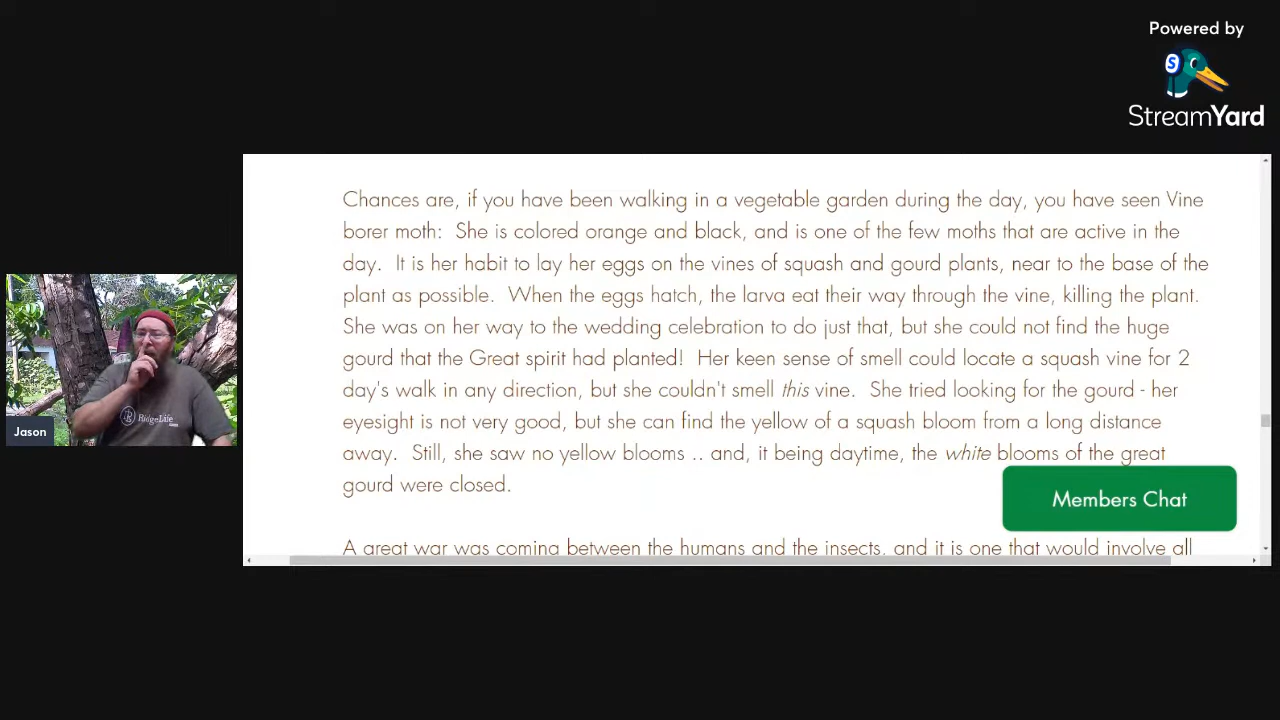 Powered by
S
StreamYard
Chances are, if you have been walking in a vegetable garden during the day, you have seen Vine
borer moth:  She is colored orange and black, and is one of the few moths that are active in the
day.  It is her habit to lay her eggs on the vines of squash and gourd plants, near to the base of the
plant as possible.  When the eggs hatch, the larva eat their way through the vine, killing the plant.
She was on her way to the wedding celebration to do just that, but she could not find the huge
gourd that the Great spirit had planted!  Her keen sense of smell could locate a squash vine for 2
day's walk in any direction, but she couldn't smell this vine.  She tried looking for the gourd - her
eyesight is not very good, but she can find the yellow of a squash bloom from a long distance
away.  Still, she saw no yellow blooms .. and, it being daytime, the white blooms of the great
gourd were closed.
Members Chat
A great war was coming between the humans and the insects, and it is one that would involve all
RidgeLife
Jason